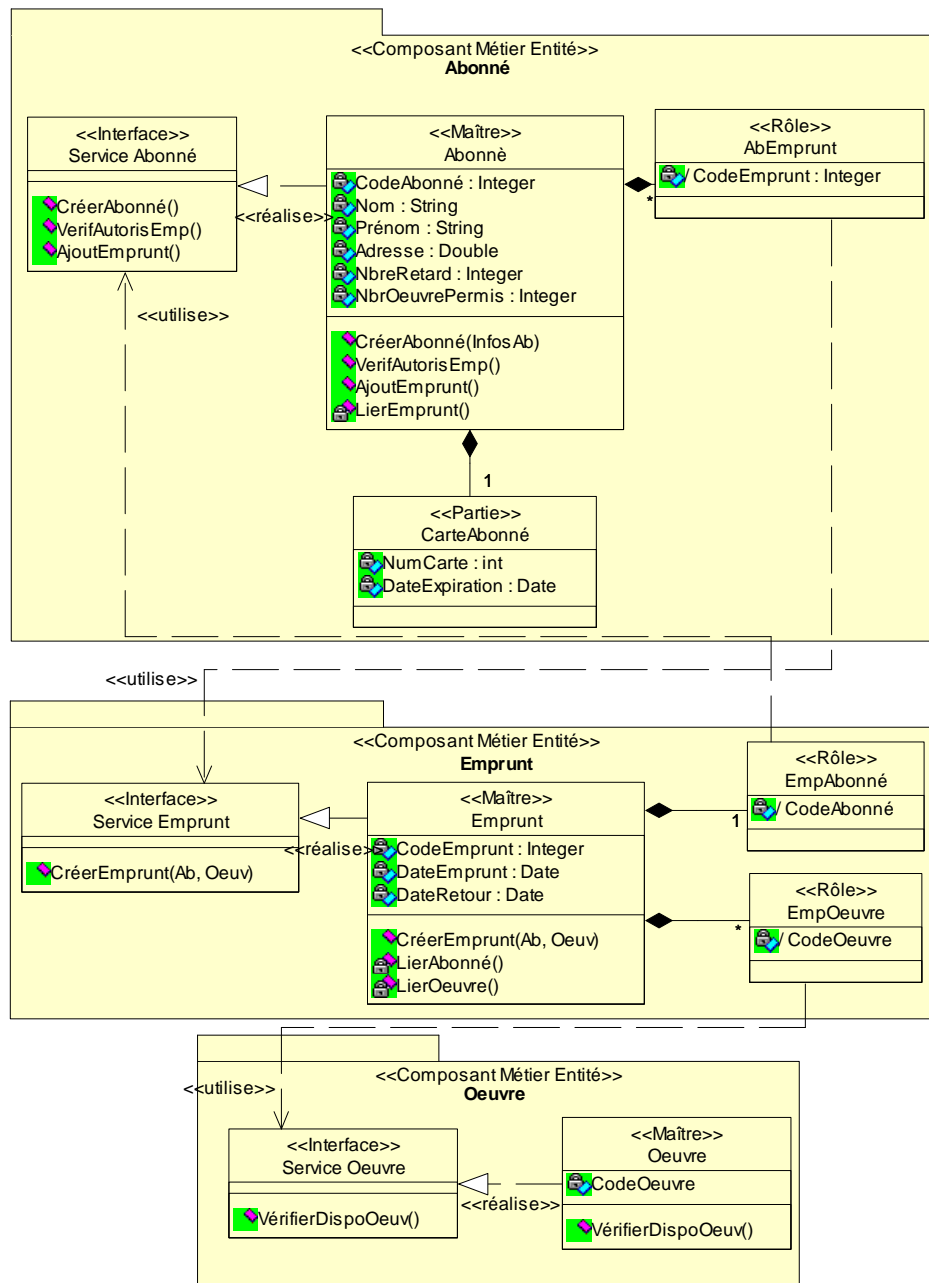 <<Composant Métier Entité>>
Abonné
<<Interface>>
Service Abonné
CréerAbonné()
VerifAutorisEmp()
AjoutEmprunt()
<<réalise>>
<<Maître>>
Abonnè
CodeAbonné : Integer
Nom : String
Prénom : String
Adresse : Double
NbreRetard : Integer
NbrOeuvrePermis : Integer
CréerAbonné(InfosAb)
VerifAutorisEmp()
AjoutEmprunt()
LierEmprunt()
<<Rôle>>
AbEmprunt
/ CodeEmprunt : Integer
*
<<utilise>>
1
<<Partie>>
CarteAbonné
NumCarte : int
DateExpiration : Date
<<utilise>>
<<Composant Métier Entité>>
Emprunt
<<Interface>>
Service Emprunt
CréerEmprunt(Ab, Oeuv)
<<réalise>>
<<Maître>>
Emprunt
CodeEmprunt : Integer
DateEmprunt : Date
DateRetour : Date
CréerEmprunt(Ab, Oeuv)
LierAbonné()
LierOeuvre()
<<Rôle>>
EmpAbonné
/ CodeAbonné
1
<<Rôle>>
EmpOeuvre
/ CodeOeuvre
*
<<utilise>>
<<Composant Métier Entité>>
Oeuvre
<<Interface>>
Service Oeuvre
VérifierDispoOeuv()
<<réalise>>
<<Maître>>
Oeuvre
CodeOeuvre
VérifierDispoOeuv()